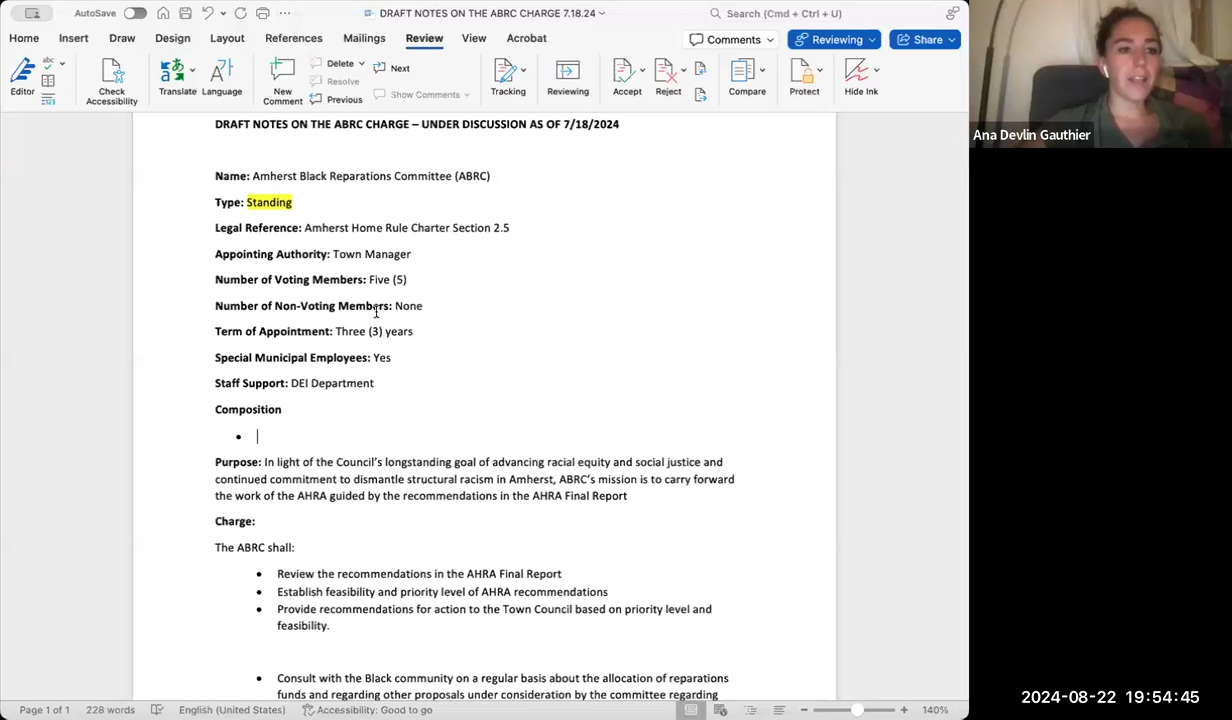 AutoSave
DRAFT NOTES ON THE ABRC CHARGE 7.18.24
Search (Cmd + Ctrl + U)
Home
Insert
Draw
Design
Layout
References
Mailings
Review
View
Acrobat
Comments
Reviewing
Share
Editor
abc
123
Check Accessibility
Translate
Language
New Comment
Delete
Resolve
Previous
Next
Show Comments
Tracking
Reviewing
Accept
Reject
Compare
Protect
Hide Ink
DRAFT NOTES ON THE ABRC CHARGE – UNDER DISCUSSION AS OF 7/18/2024
Name: Amherst Black Reparations Committee (ABRC)
Type: Standing
Legal Reference: Amherst Home Rule Charter Section 2.5
Appointing Authority: Town Manager
Number of Voting Members: Five (5)
Number of Non-Voting Members: None
Term of Appointment: Three (3) years
Special Municipal Employees: Yes
Staff Support: DEI Department
Composition
•
Purpose: In light of the Council's longstanding goal of advancing racial equity and social justice and
continued commitment to dismantle structural racism in Amherst, ABRC's mission is to carry forward
the work of the AHRA guided by the recommendations in the AHRA Final Report
Charge:
The ABRC shall:
• Review the recommendations in the AHRA Final Report
• Establish feasibility and priority level of AHRA recommendations
• Provide recommendations for action to the Town Council based on priority level and
feasibility.
• Consult with the Black community on a regular basis about the allocation of reparations
funds and regarding other proposals under consideration by the committee regarding
Page 1 of 1
228 words
English (United States)
Accessibility: Good to go
140%
Ana Devlin Gauthier
2024-08-22 19:54:45